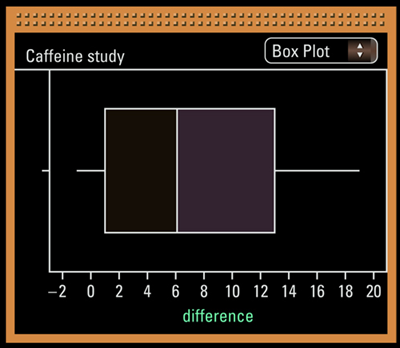 Caffeine study
Box Plot
−2 0 2 4 6 8 10 12 14 16 18 20
difference